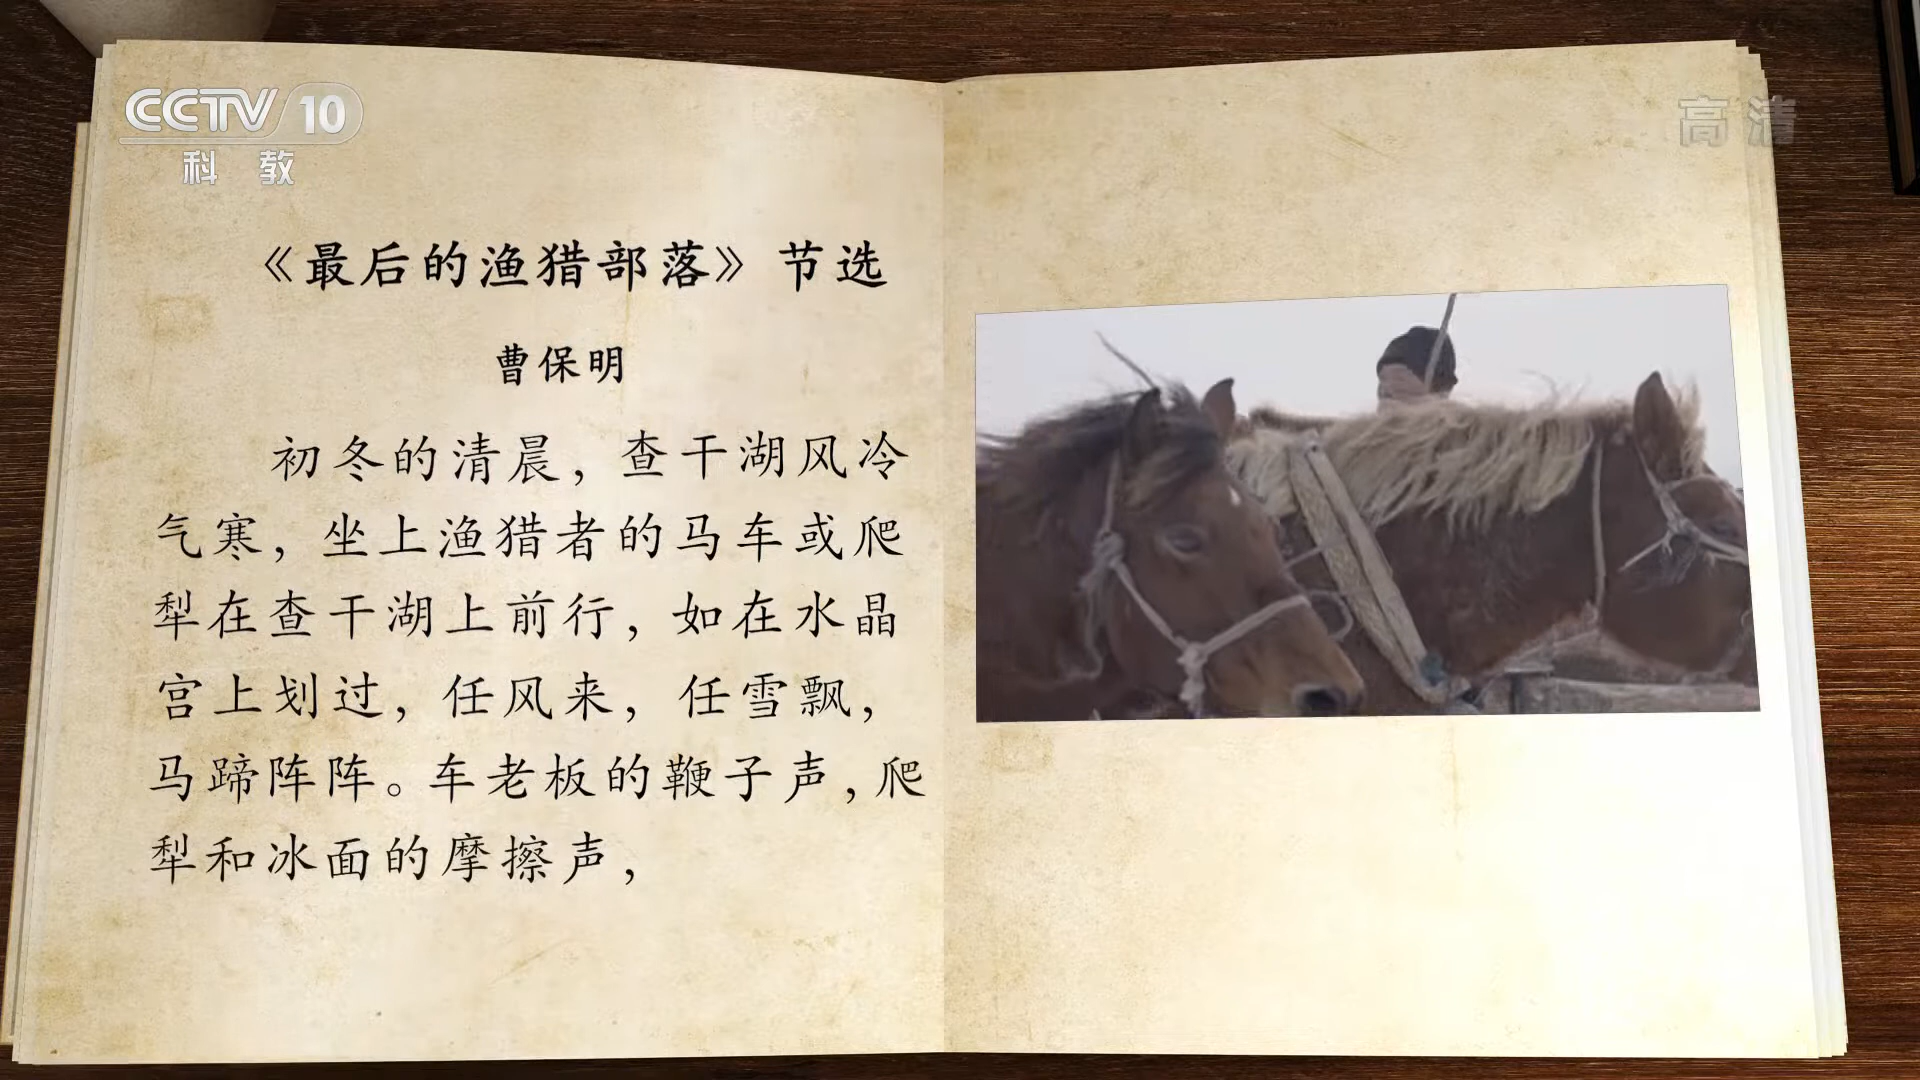 CCTV 10
科教
高清
《最后的渔猎部落》节选
曹保明
初冬的清晨，查干湖风冷
气寒，坐上渔猎者的马车或爬
犁在查干湖上前行，如在水晶
宫上划过，任风来，任雪飘，
马蹄阵阵。车老板的鞭子声，爬
犁和冰面的摩擦声，